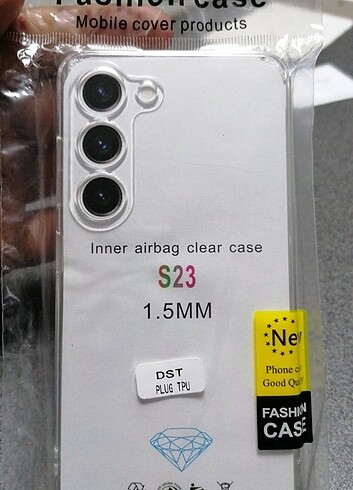 Fashion case
Mobile cover products
Inner airbag clear case
S23
1.5MM
DST
PLUG TPU
New
Phone
Good
FASHION
CASE